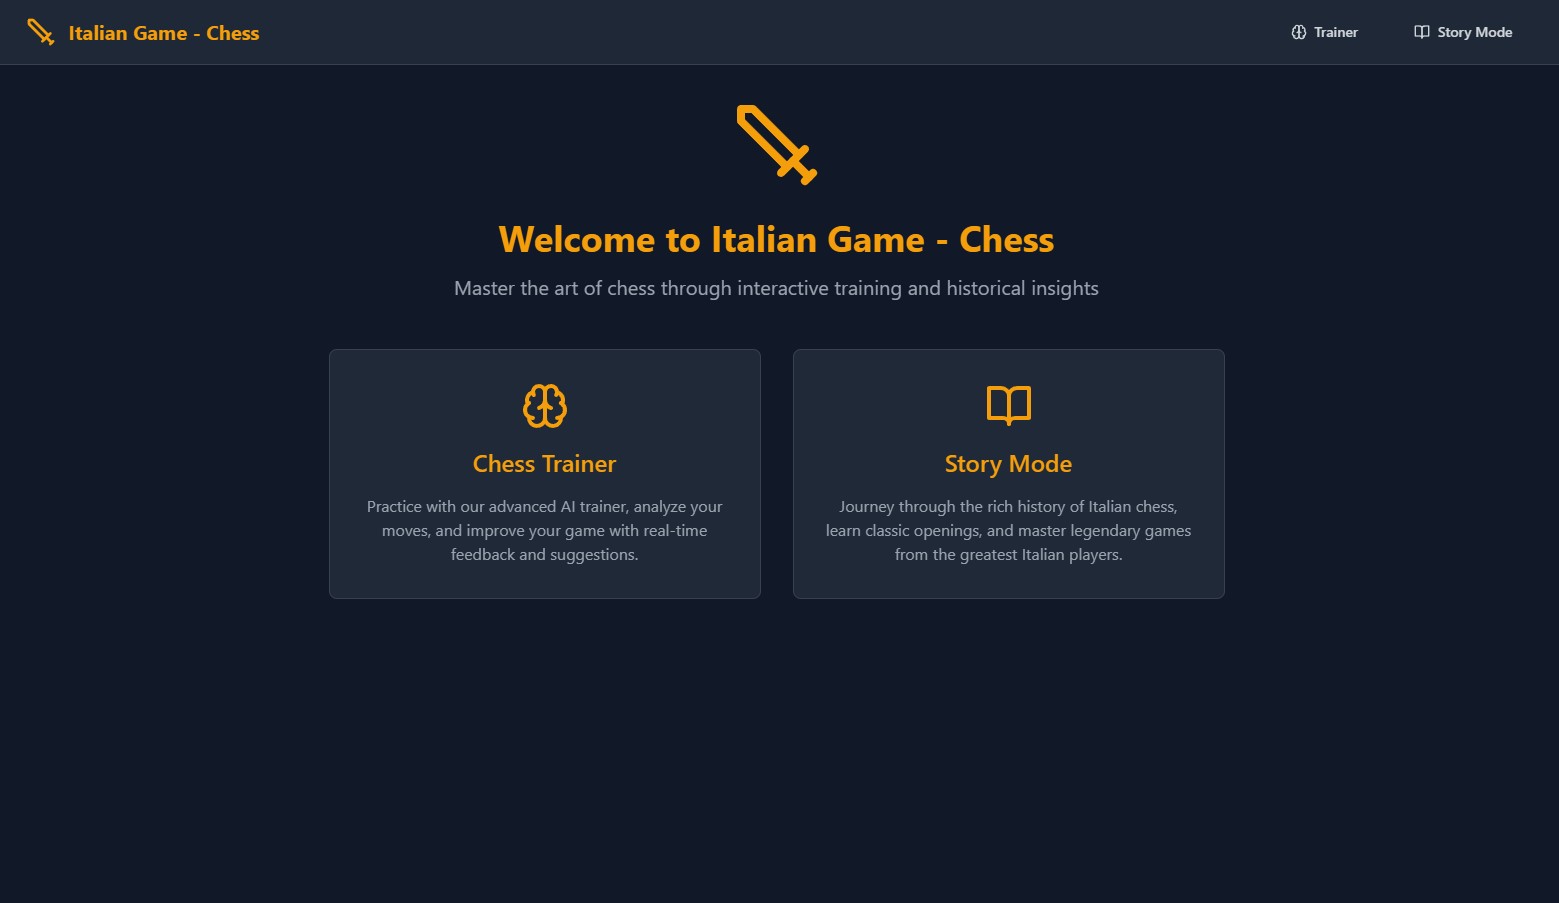 Italian Game - Chess
Trainer
Story Mode
Welcome to Italian Game - Chess
Master the art of chess through interactive training and historical insights
Chess Trainer
Practice with our advanced AI trainer, analyze your
moves, and improve your game with real-time
feedback and suggestions.
Story Mode
Journey through the rich history of Italian chess,
learn classic openings, and master legendary games
from the greatest Italian players.